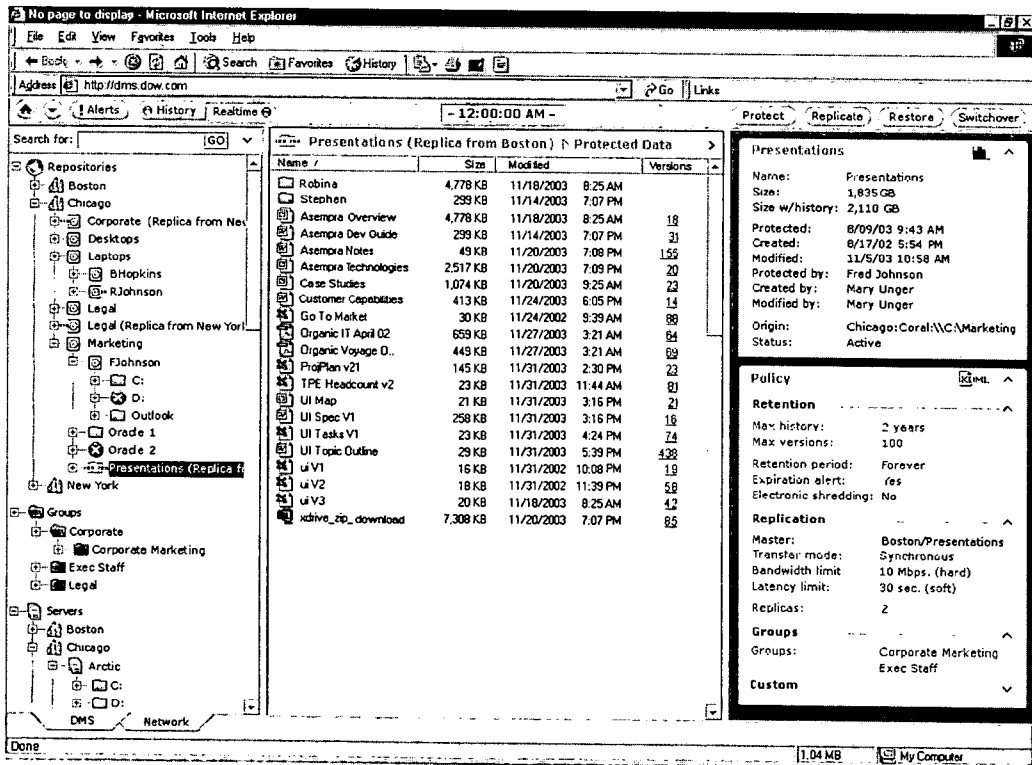 No page to display - Microsoft Internet Explorer
File Edit View Favorites Tools Help
Back Search Favorites History
Address http://dms.dow.com Go Links
Alerts History Realtime - 12:00:00 AM - Protect Replicate Restore Switchover
Search for: GO
Repositories
Boston
Chicago
Corporate (Replica from Nev
Desktops
Laptops
BHopkins
RJohnson
Legal
Legal (Replica from New Yorl
Marketing
FJohnson
C:
D:
Outlook
Oracle 1
Oracle 2
Presentations (Replica fr
New York
Groups
Corporate
Corporate Marketing
Exec Staff
Legal
Servers
Boston
Chicago
Arctic
C:
D:
DMS Network
Presentations (Replica from Boston) Protected Data >
Name / Size Modified Versions
Robina 4,778 KB 11/18/2003 8:25 AM
Stephen 299 KB 11/14/2003 7:07 PM
Asempra Overview 4,778 KB 11/18/2003 8:25 AM 18
Asempra Dev Guide 299 KB 11/14/2003 7:07 PM 31
Asempra Notes 49 KB 11/20/2003 7:08 PM 155
Asempra Technologies 2,517 KB 11/20/2003 7:09 PM 20
Case Studies 1,074 KB 11/20/2003 9:25 AM 23
Customer Capabilities 413 KB 11/24/2003 6:05 PM 14
Go To Market 30 KB 11/24/2002 9:39 AM 88
Organic IT April 02 659 KB 11/27/2003 3:21 AM 64
Organic Voyage 0.. 449 KB 11/27/2003 3:21 AM 69
ProjPlan v21 145 KB 11/31/2003 2:30 PM 23
TPE Headcount v2 23 KB 11/31/2003 11:44 AM 81
UI Map 21 KB 11/31/2003 3:16 PM 21
UI Spec V1 258 KB 11/31/2003 3:16 PM 16
UI Tasks V1 23 KB 11/31/2003 4:24 PM 74
UI Topic Outline 29 KB 11/31/2003 5:39 PM 438
ui V1 16 KB 11/31/2002 10:08 PM 19
ui V2 18 KB 11/31/2002 11:39 PM 58
ui V3 20 KB 11/18/2003 8:25 AM 42
xdrive_zip_download 7,308 KB 11/20/2003 7:07 PM 85
Presentations
Name: Presentations
Size: 1,835 GB
Size w/history: 2,110 GB
Protected: 8/09/03 9:43 AM
Created: 8/17/02 5:54 PM
Modified: 11/5/03 10:58 AM
Protected by: Fred Johnson
Created by: Mary Unger
Modified by: Mary Unger
Origin: Chicago:Coral:\\C:\Marketing
Status: Active
Policy
Retention
Max history: 2 years
Max versions: 100
Retention period: Forever
Expiration alert: Yes
Electronic shredding: No
Replication
Master: Boston/Presentations
Transfer mode: Synchronous
Bandwidth limit 10 Mbps. (hard)
Latency limit: 30 sec. (soft)
Replicas: 2
Groups
Groups: Corporate Marketing
Exec Staff
Custom
Done 1.04 MB My Computer